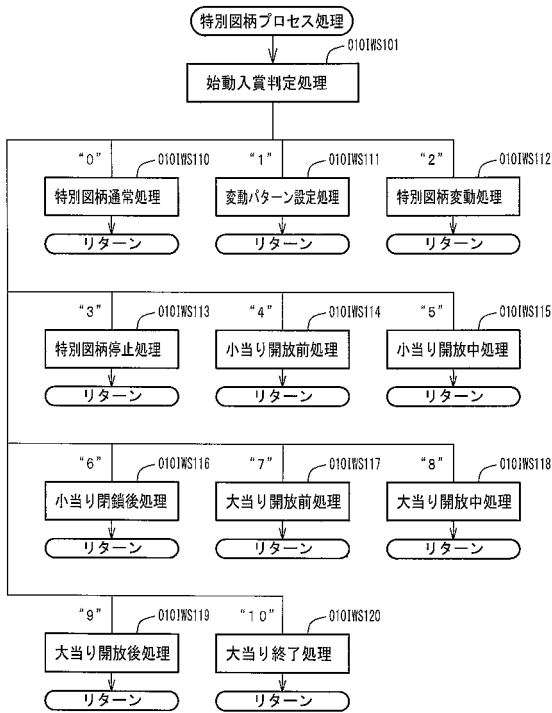 特別図柄プロセス処理
010IWS101
始動入賞判定処理
“0” 010IWS110 “1” 010IWS111 “2” 010IWS112
特別図柄通常処理 変動パターン設定処理 特別図柄変動処理
リターン リターン リターン
“3” 010IWS113 “4” 010IWS114 “5” 010IWS115
特別図柄停止処理 小当り開放前処理 小当り開放中処理
リターン リターン リターン
“6” 010IWS116 “7” 010IWS117 “8” 010IWS118
小当り閉鎖後処理 大当り開放前処理 大当り開放中処理
リターン リターン リターン
“9” 010IWS119 “10” 010IWS120
大当り開放後処理 大当り終了処理
リターン リターン